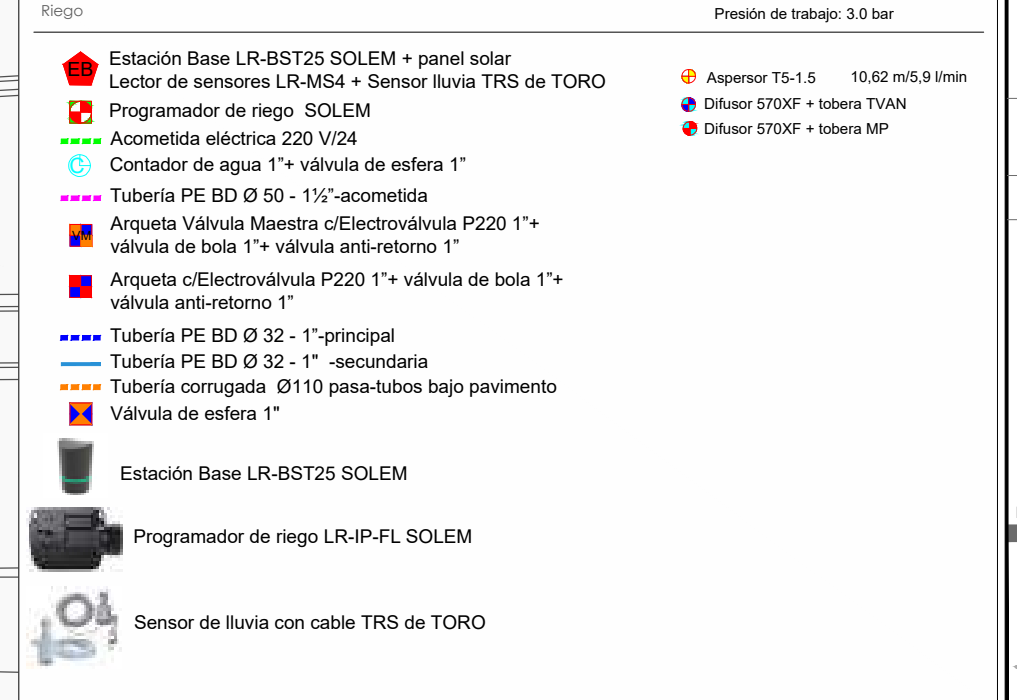 Riego
Presión de trabajo: 3.0 bar
EB
Estación Base LR-BST25 SOLEM + panel solar
Lector de sensores LR-MS4 + Sensor lluvia TRS de TORO
Programador de riego  SOLEM
Acometida eléctrica 220 V/24
C
Contador de agua 1”+ válvula de esfera 1”
Tubería PE BD Ø 50 - 1½”-acometida
VM
Arqueta Válvula Maestra c/Electroválvula P220 1”+
válvula de bola 1”+ válvula anti-retorno 1”
Arqueta c/Electroválvula P220 1”+ válvula de bola 1”+
válvula anti-retorno 1”
Tubería PE BD Ø 32 - 1”-principal
Tubería PE BD Ø 32 - 1"  -secundaria
Tubería corrugada  Ø110 pasa-tubos bajo pavimento
Válvula de esfera 1"
Estación Base LR-BST25 SOLEM
Programador de riego LR-IP-FL SOLEM
Sensor de lluvia con cable TRS de TORO
Aspersor T5-1.5 10,62 m/5,9 l/min
Difusor 570XF + tobera TVAN
Difusor 570XF + tobera MP